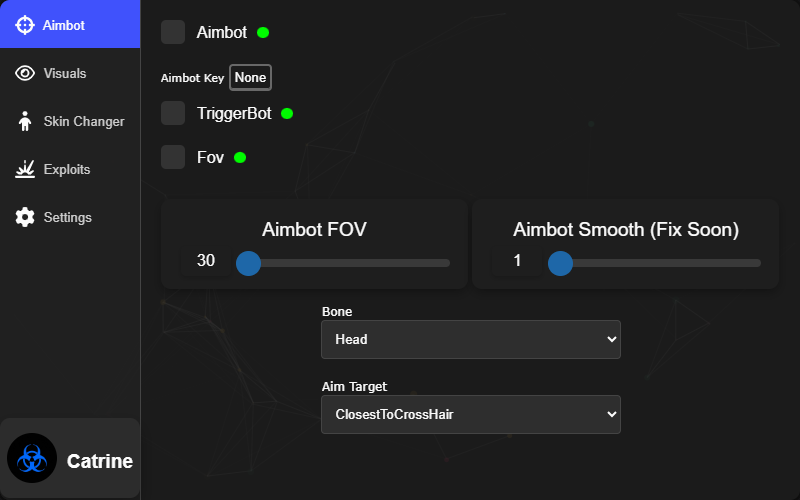 Aimbot
Visuals
Skin Changer
Exploits
Settings
Catrine
Aimbot
Aimbot Key None
TriggerBot
Fov
Aimbot FOV
30
Aimbot Smooth (Fix Soon)
1
Bone
Head
Aim Target
ClosestToCrossHair